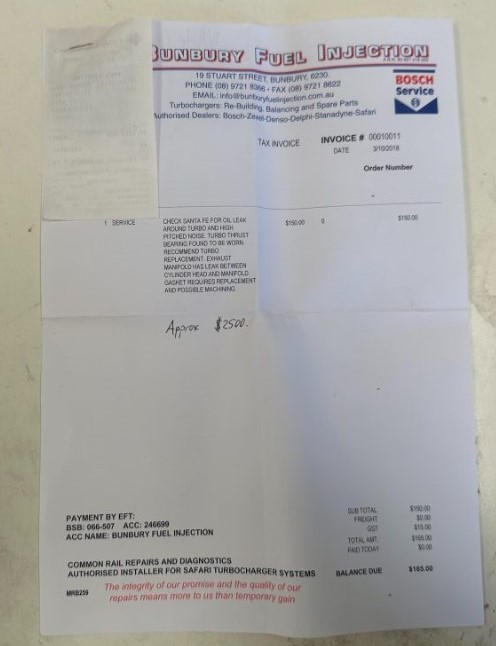 BUNBURY FUEL INJECTION
19 STUART STREET, BUNBURY, 6230.
PHONE (08) 9721 8366 • FAX (08) 9721 8622
EMAIL: info@bunburyfuelinjection.com.au
Turbochargers: Re-Building, Balancing and Spare Parts
Authorised Dealers: Bosch-Zexel-Denso-Delphi-Stanadyne-Safari
BOSCH
Service
TAX INVOICE INVOICE # 00010011
DATE 3/10/2018
Order Number
1 SERVICE CHECK SANTA FE FOR OIL LEAK $150.00 0 $150.00
AROUND TURBO AND HIGH
PITCHED NOISE. TURBO THRUST
BEARING FOUND TO BE WORN.
RECOMMEND TURBO
REPLACEMENT. EXHAUST
MANIFOLD HAS LEAK BETWEEN
CYLINDER HEAD AND MANIFOLD.
GASKET REQUIRES REPLACEMENT
AND POSSIBLE MACHINING
Approx $2500.
PAYMENT BY EFT:
BSB: 066-507 ACC: 246699
ACC NAME: BUNBURY FUEL INJECTION
SUB TOTAL $150.00
FREIGHT $0.00
GST $15.00
TOTAL AMT. $165.00
PAID TODAY $0.00
BALANCE DUE $165.00
COMMON RAIL REPAIRS AND DIAGNOSTICS
AUTHORISED INSTALLER FOR SAFARI TURBOCHARGER SYSTEMS
MRB259
The integrity of our promise and the quality of our
repairs means more to us than temporary gain